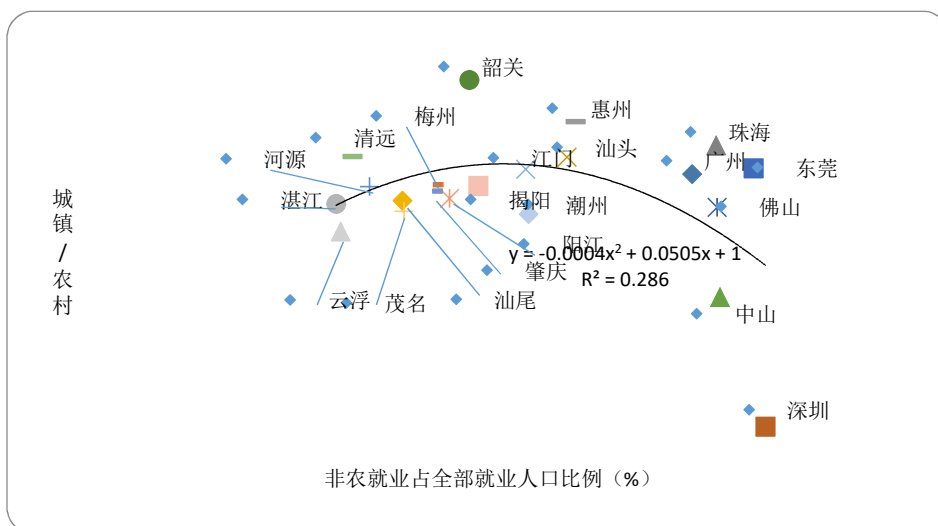 韶关
惠州
梅州
珠海
清远
汕头
江门
广州
河源
东莞
湛江
揭阳
潮州
佛山
城镇/农村
阳江
y = -0.0004x² + 0.0505x + 1
肇庆
R² = 0.286
云浮
茂名
汕尾
中山
深圳
非农就业占全部就业人口比例（%）